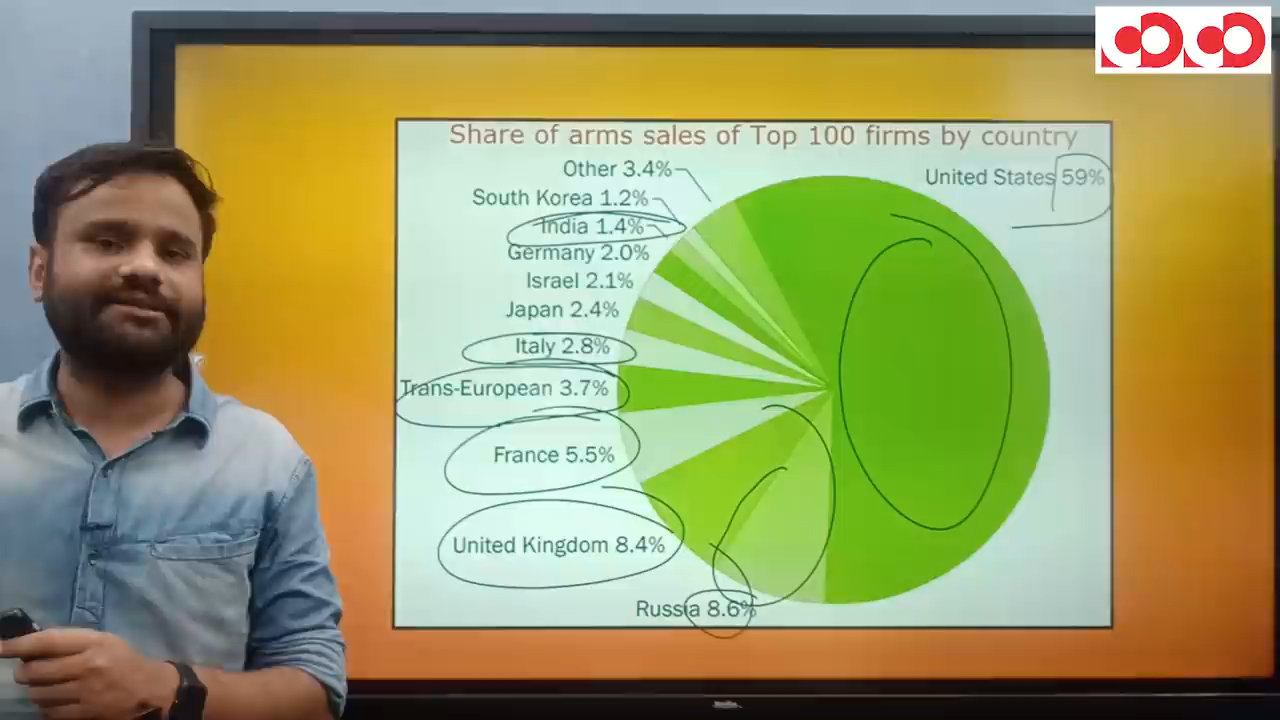 Share of arms sales of Top 100 firms by country
Other 3.4%
United States 59%
South Korea 1.2%
India 1.4%
Germany 2.0%
Israel 2.1%
Japan 2.4%
Italy 2.8%
Trans-European 3.7%
France 5.5%
United Kingdom 8.4%
Russia 8.6%